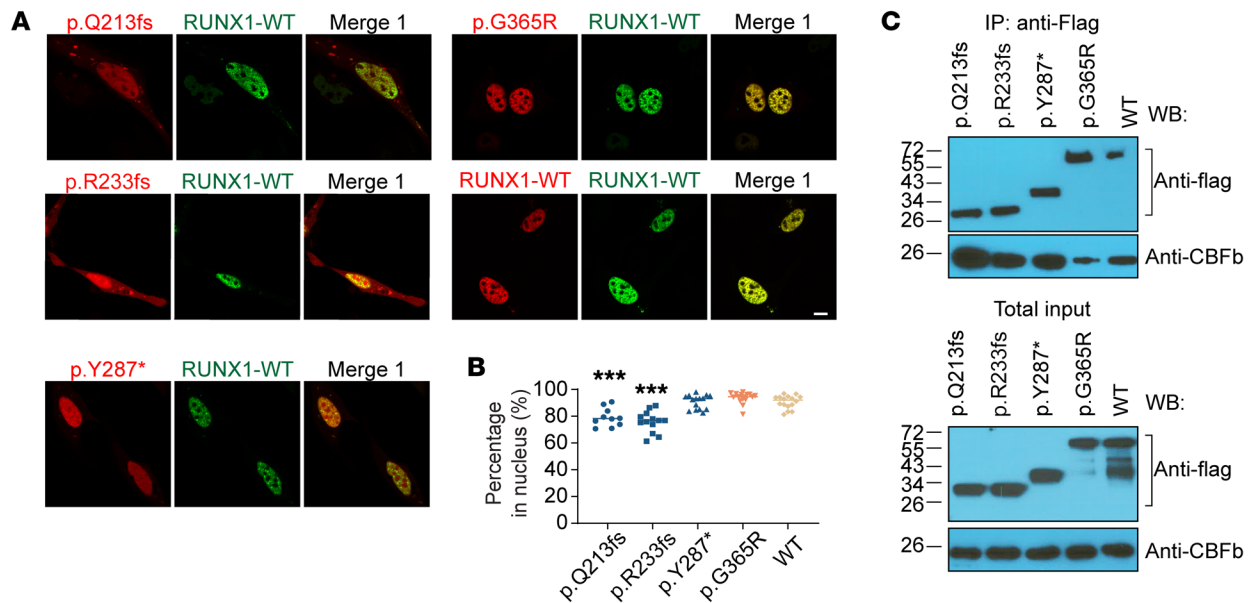 A
p.Q213fs RUNX1-WT Merge 1
p.G365R RUNX1-WT Merge 1
p.R233fs RUNX1-WT Merge 1
RUNX1-WT RUNX1-WT Merge 1
p.Y287* RUNX1-WT Merge 1
B
*** ***
Percentage
in nucleus (%)
100
80
60
40
20
0
p.Q213fs p.R233fs p.Y287* p.G365R WT
C
IP: anti-Flag
p.Q213fs p.R233fs p.Y287* p.G365R WT WB:
72
55
43
34
26
Anti-flag
26 Anti-CBFb
Total input
p.Q213fs p.R233fs p.Y287* p.G365R WT WB:
72
55
43
34
26
Anti-flag
26 Anti-CBFb